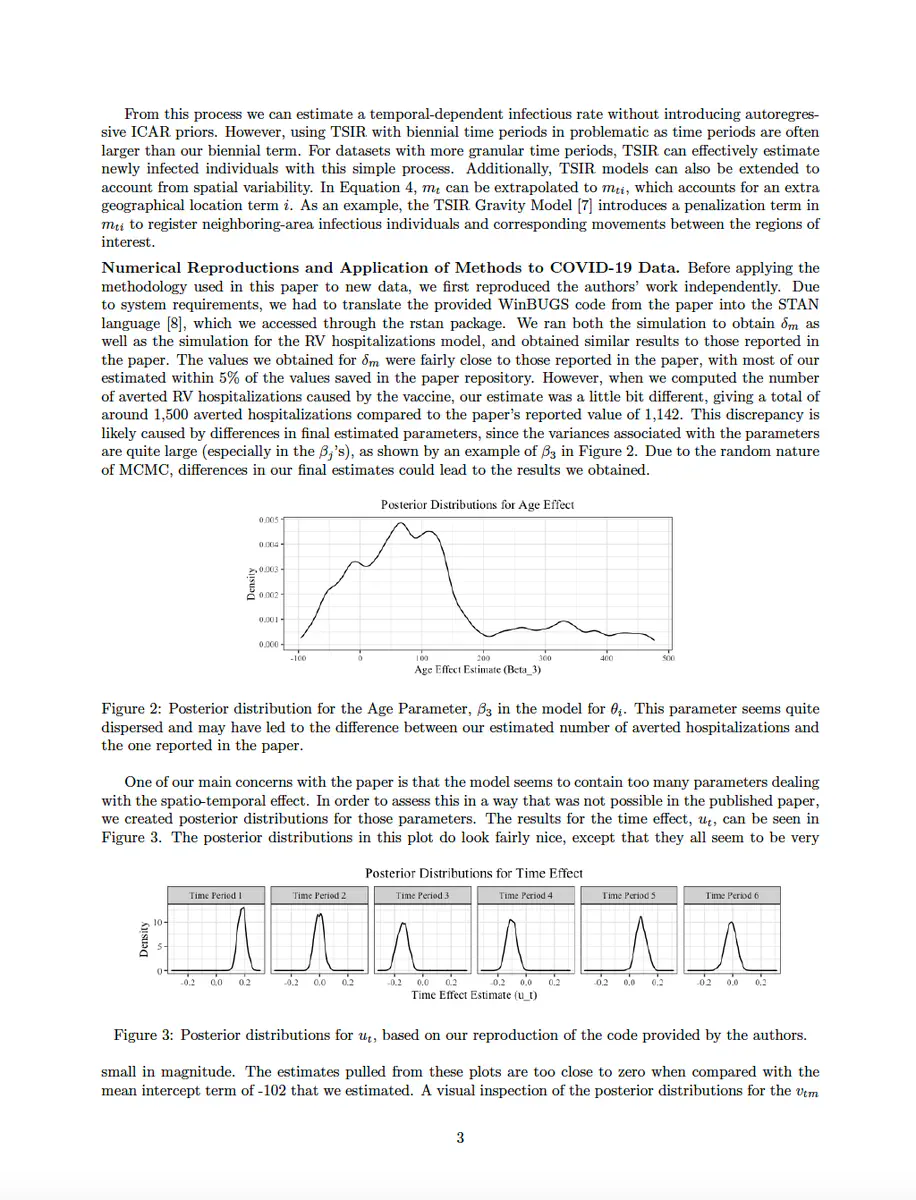 From this process we can estimate a temporal-dependent infectious rate without introducing autoregres-
sive ICAR priors. However, using TSIR with biennial time periods in problematic as time periods are often
larger than our biennial term. For datasets with more granular time periods, TSIR can effectively estimate
newly infected individuals with this simple process. Additionally, TSIR models can also be extended to
account from spatial variability. In Equation 4, mₜ can be extrapolated to mₜᵢ, which accounts for an extra
geographical location term i. As an example, the TSIR Gravity Model [7] introduces a penalization term in
mₜᵢ to register neighboring-area infectious individuals and corresponding movements between the regions of
interest.
Numerical Reproductions and Application of Methods to COVID-19 Data. Before applying the
methodology used in this paper to new data, we first reproduced the authors' work independently. Due
to system requirements, we had to translate the provided WinBUGS code from the paper into the STAN
language [8], which we accessed through the rstan package. We ran both the simulation to obtain δₘ as
well as the simulation for the RV hospitalizations model, and obtained similar results to those reported in
the paper. The values we obtained for δₘ were fairly close to those reported in the paper, with most of our
estimated within 5% of the values saved in the paper repository. However, when we computed the number
of averted RV hospitalizations caused by the vaccine, our estimate was a little bit different, giving a total of
around 1,500 averted hospitalizations compared to the paper's reported value of 1,142. This discrepancy is
likely caused by differences in final estimated parameters, since the variances associated with the parameters
are quite large (especially in the βⱼ's), as shown by an example of β₃ in Figure 2. Due to the random nature
of MCMC, differences in our final estimates could lead to the results we obtained.
Posterior Distributions for Age Effect
0.005
0.004
0.003
0.002
0.001
0.000
Density
-100 0 100 200 300 400 500
Age Effect Estimate (Beta_3)
Figure 2: Posterior distribution for the Age Parameter, β₃ in the model for θᵢ. This parameter seems quite
dispersed and may have led to the difference between our estimated number of averted hospitalizations and
the one reported in the paper.
One of our main concerns with the paper is that the model seems to contain too many parameters dealing
with the spatio-temporal effect. In order to assess this in a way that was not possible in the published paper,
we created posterior distributions for those parameters. The results for the time effect, uₜ, can be seen in
Figure 3. The posterior distributions in this plot do look fairly nice, except that they all seem to be very
Posterior Distributions for Time Effect
Time Period 1 Time Period 2 Time Period 3 Time Period 4 Time Period 5 Time Period 6
10
5
0
Density
-0.2 0.0 0.2 -0.2 0.0 0.2 -0.2 0.0 0.2 -0.2 0.0 0.2 -0.2 0.0 0.2 -0.2 0.0 0.2
Time Effect Estimate (u_t)
Figure 3: Posterior distributions for uₜ, based on our reproduction of the code provided by the authors.
small in magnitude. The estimates pulled from these plots are too close to zero when compared with the
mean intercept term of -102 that we estimated. A visual inspection of the posterior distributions for the vₜₘ
3